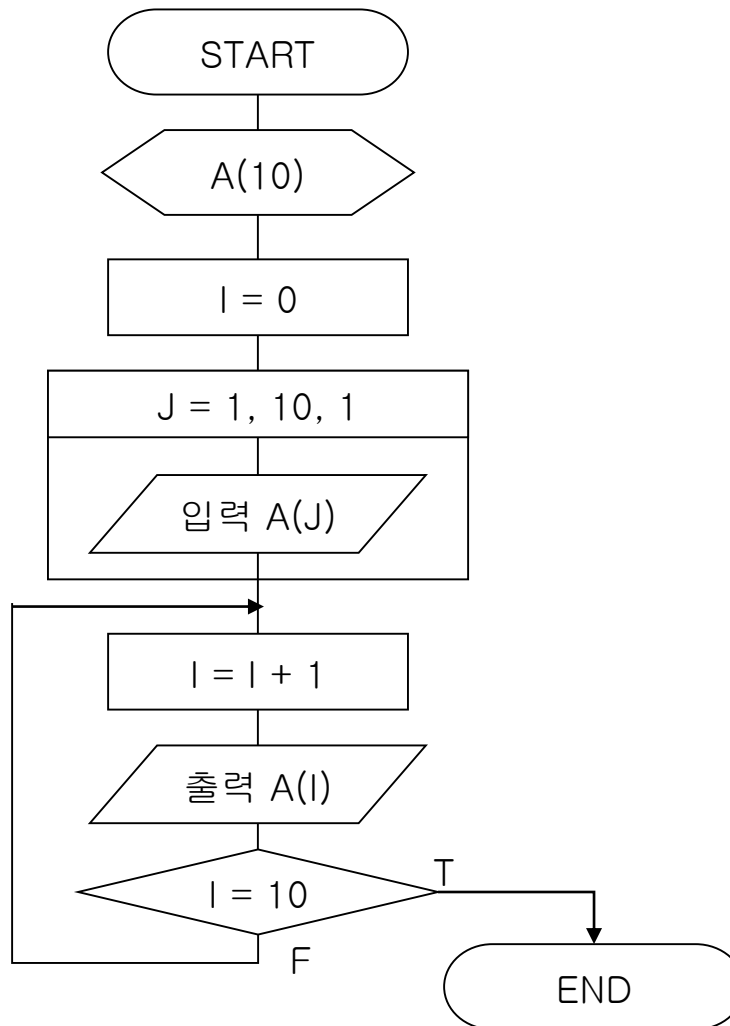 START
A(10)
I = 0
J = 1, 10, 1
입력 A(J)
I = I + 1
출력 A(I)
I = 10
T
F
END